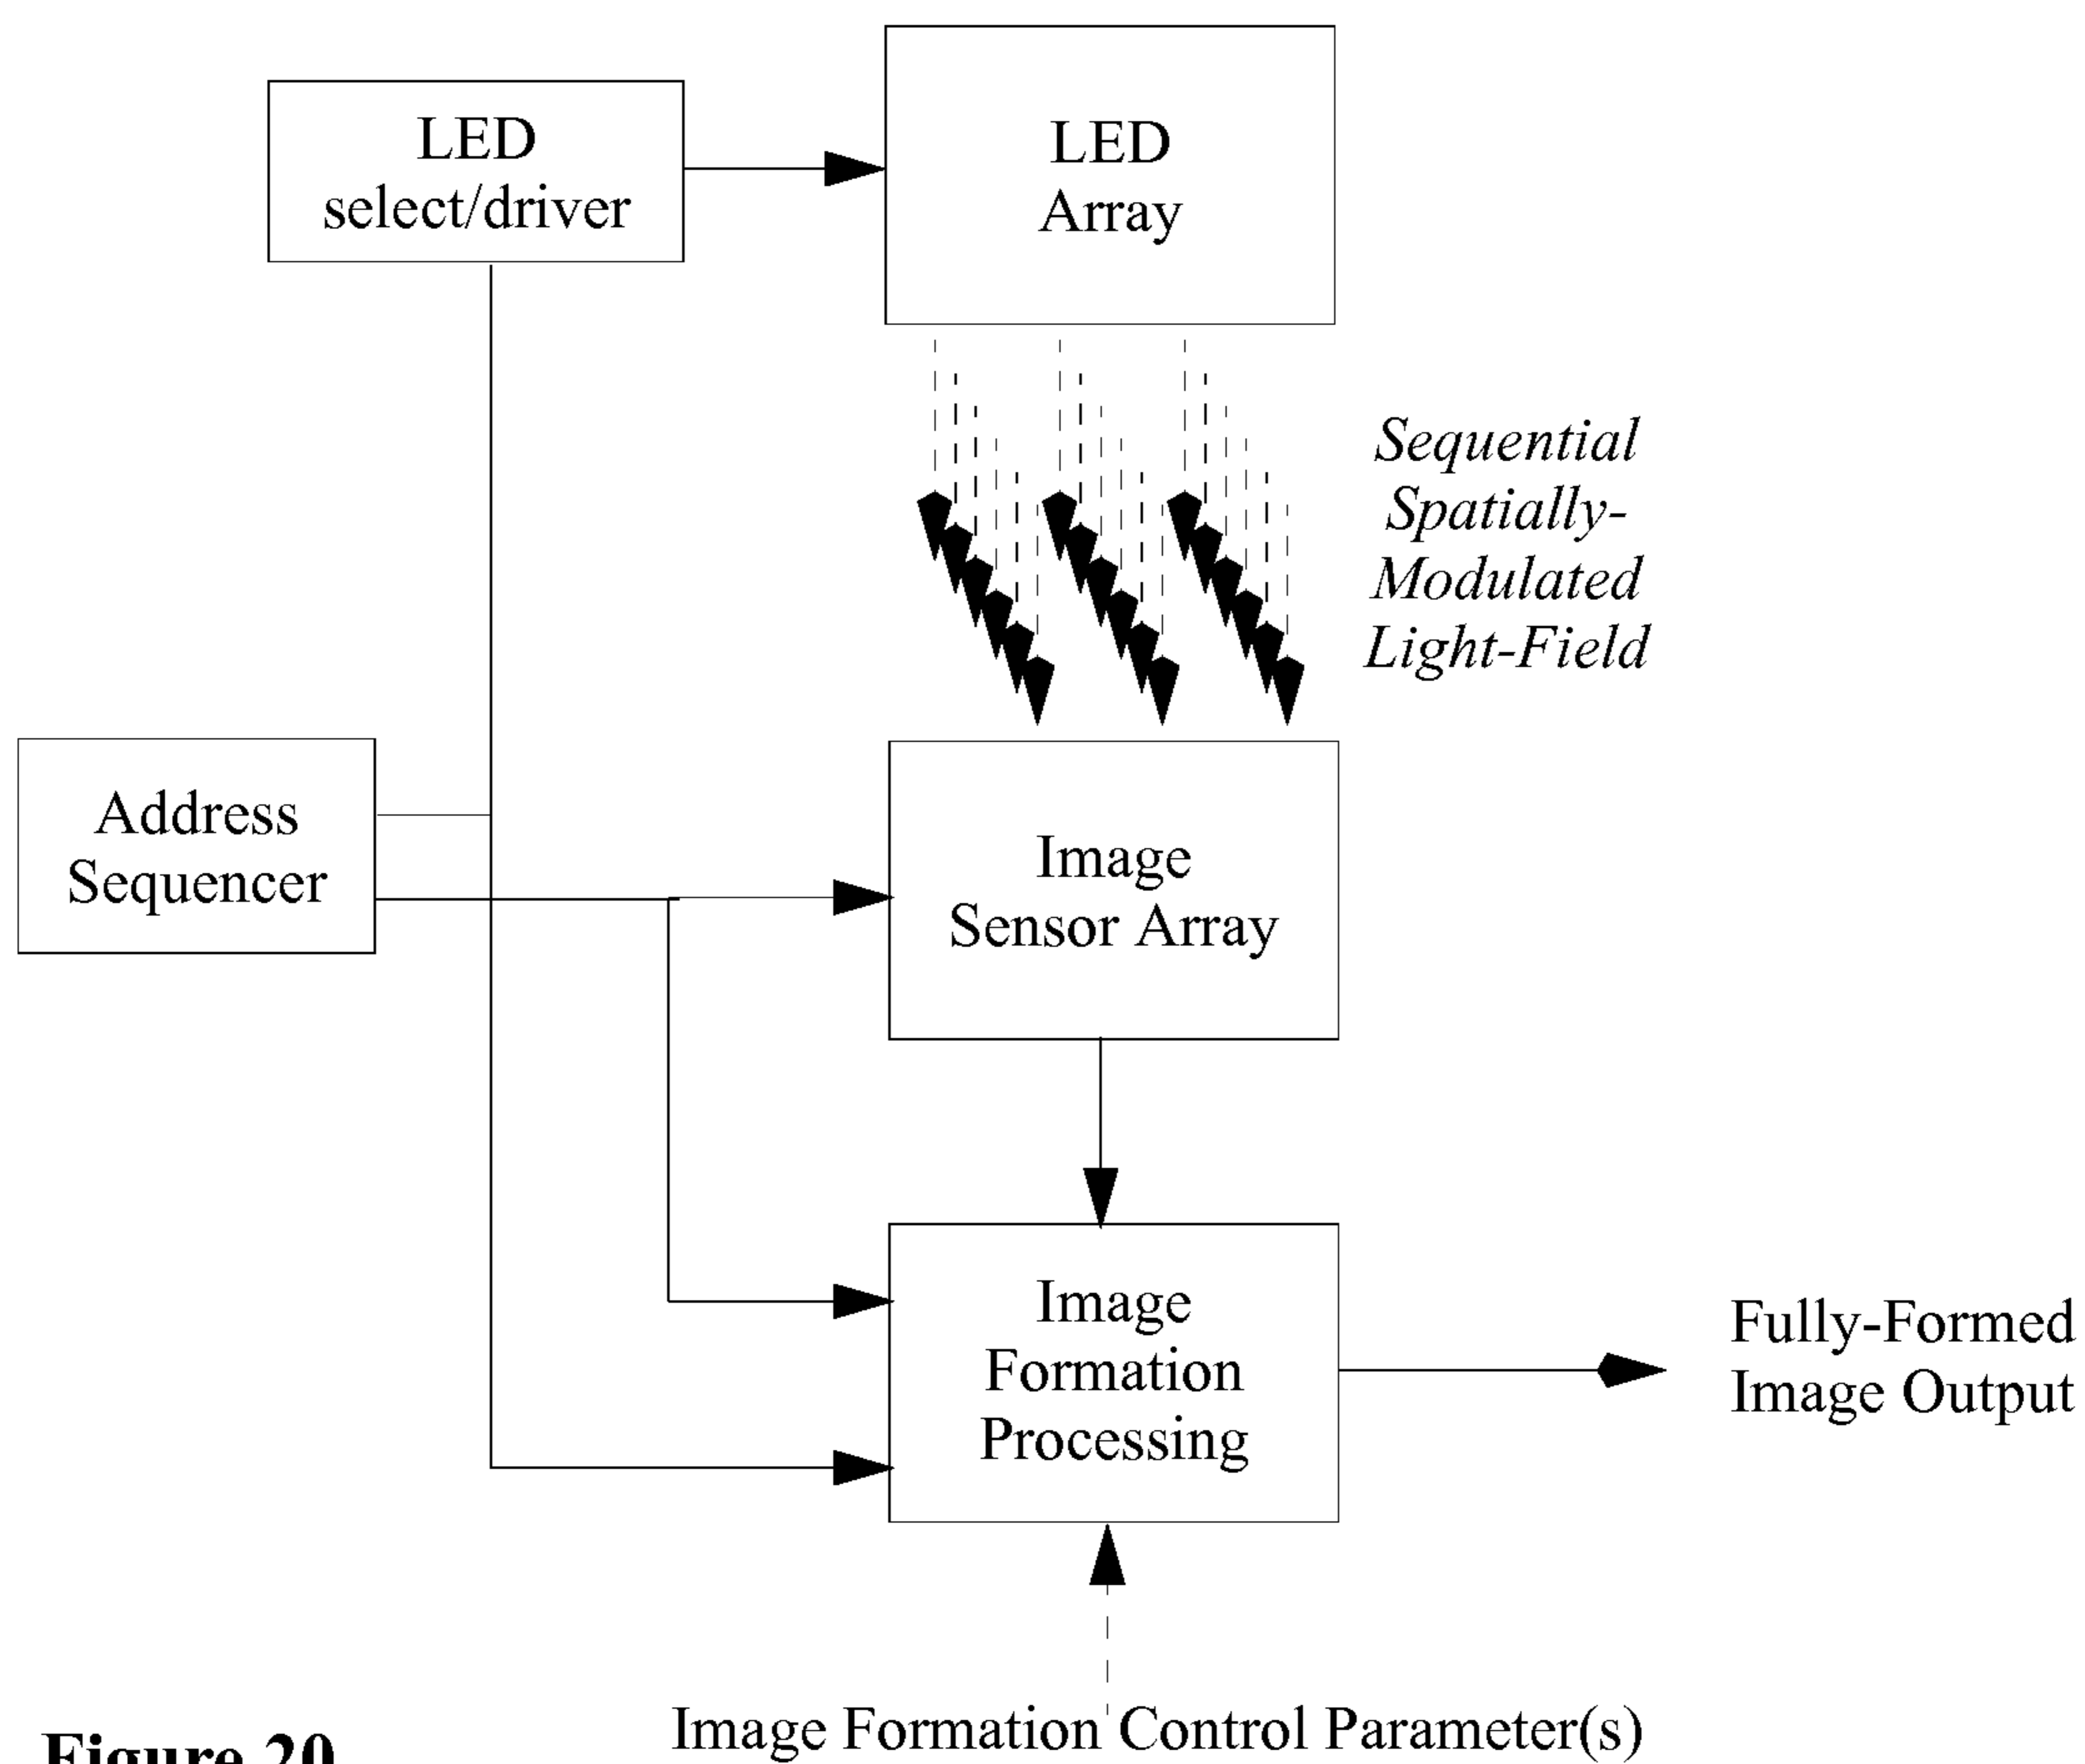 LED
select/driver
LED
Array
Sequential
Spatially-
Modulated
Light-Field
Address
Sequencer
Image
Sensor Array
Image
Formation
Processing
Fully-Formed
Image Output
Image Formation Control Parameter(s)
Figure 20